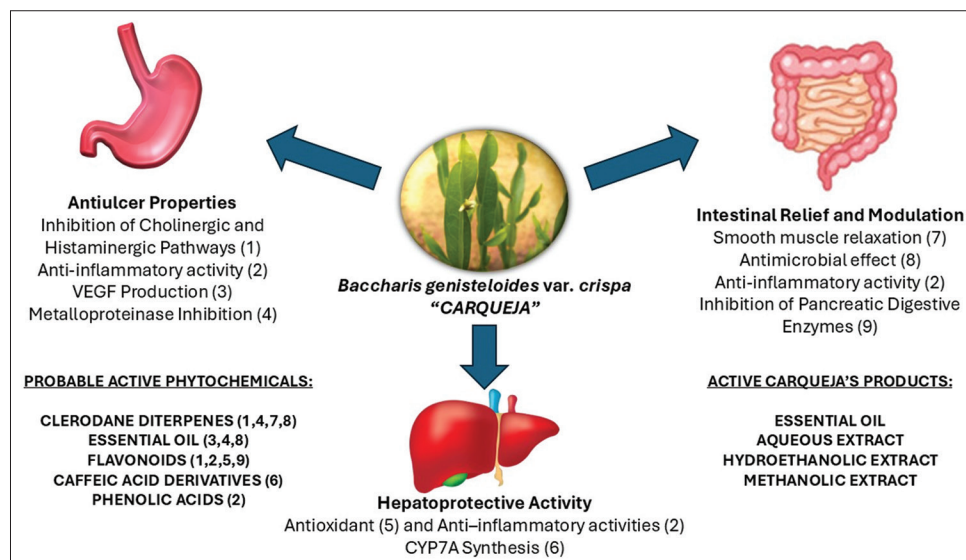 Antiulcer Properties
Inhibition of Cholinergic and
Histaminergic Pathways (1)
Anti-inflammatory activity (2)
VEGF Production (3)
Metalloproteinase Inhibition (4)
Baccharis genisteloides var. crispa
“CARQUEJA”
Intestinal Relief and Modulation
Smooth muscle relaxation (7)
Antimicrobial effect (8)
Anti-inflammatory activity (2)
Inhibition of Pancreatic Digestive
Enzymes (9)
PROBABLE ACTIVE PHYTOCHEMICALS:
CLERODANE DITERPENES (1,4,7,8)
ESSENTIAL OIL (3,4,8)
FLAVONOIDS (1,2,5,9)
CAFFEIC ACID DERIVATIVES (6)
PHENOLIC ACIDS (2)
Hepatoprotective Activity
Antioxidant (5) and Anti–inflammatory activities (2)
CYP7A Synthesis (6)
ACTIVE CARQUEJA’S PRODUCTS:
ESSENTIAL OIL
AQUEOUS EXTRACT
HYDROETHANOLIC EXTRACT
METHANOLIC EXTRACT